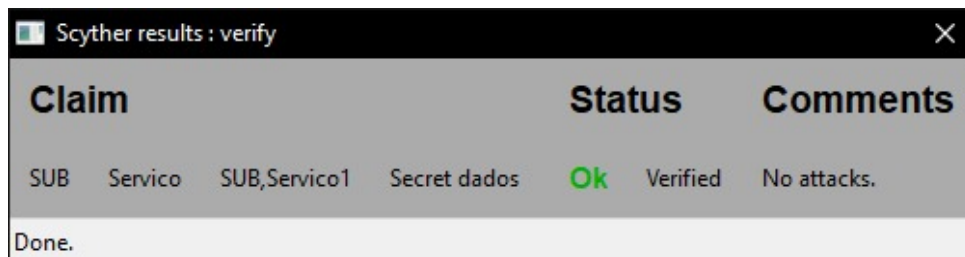 Scyther results : verify
Claim Status Comments
SUB Servico SUB,Servico1 Secret dados Ok Verified No attacks.
Done.